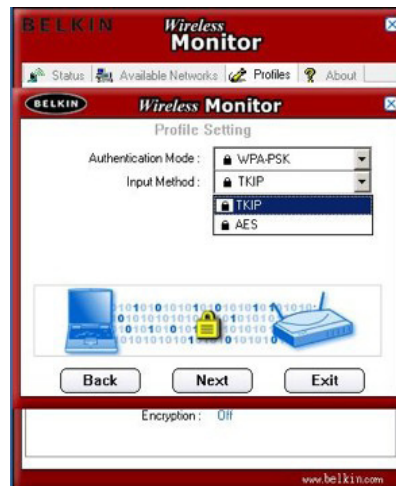 BELKIN Wireless Monitor
Status Available Networks Profiles About
BELKIN Wireless Monitor
Profile Setting
Authentication Mode : WPA-PSK
Input Method : TKIP
TKIP
AES
Back Next Exit
Encryption : Off
www.belkin.com